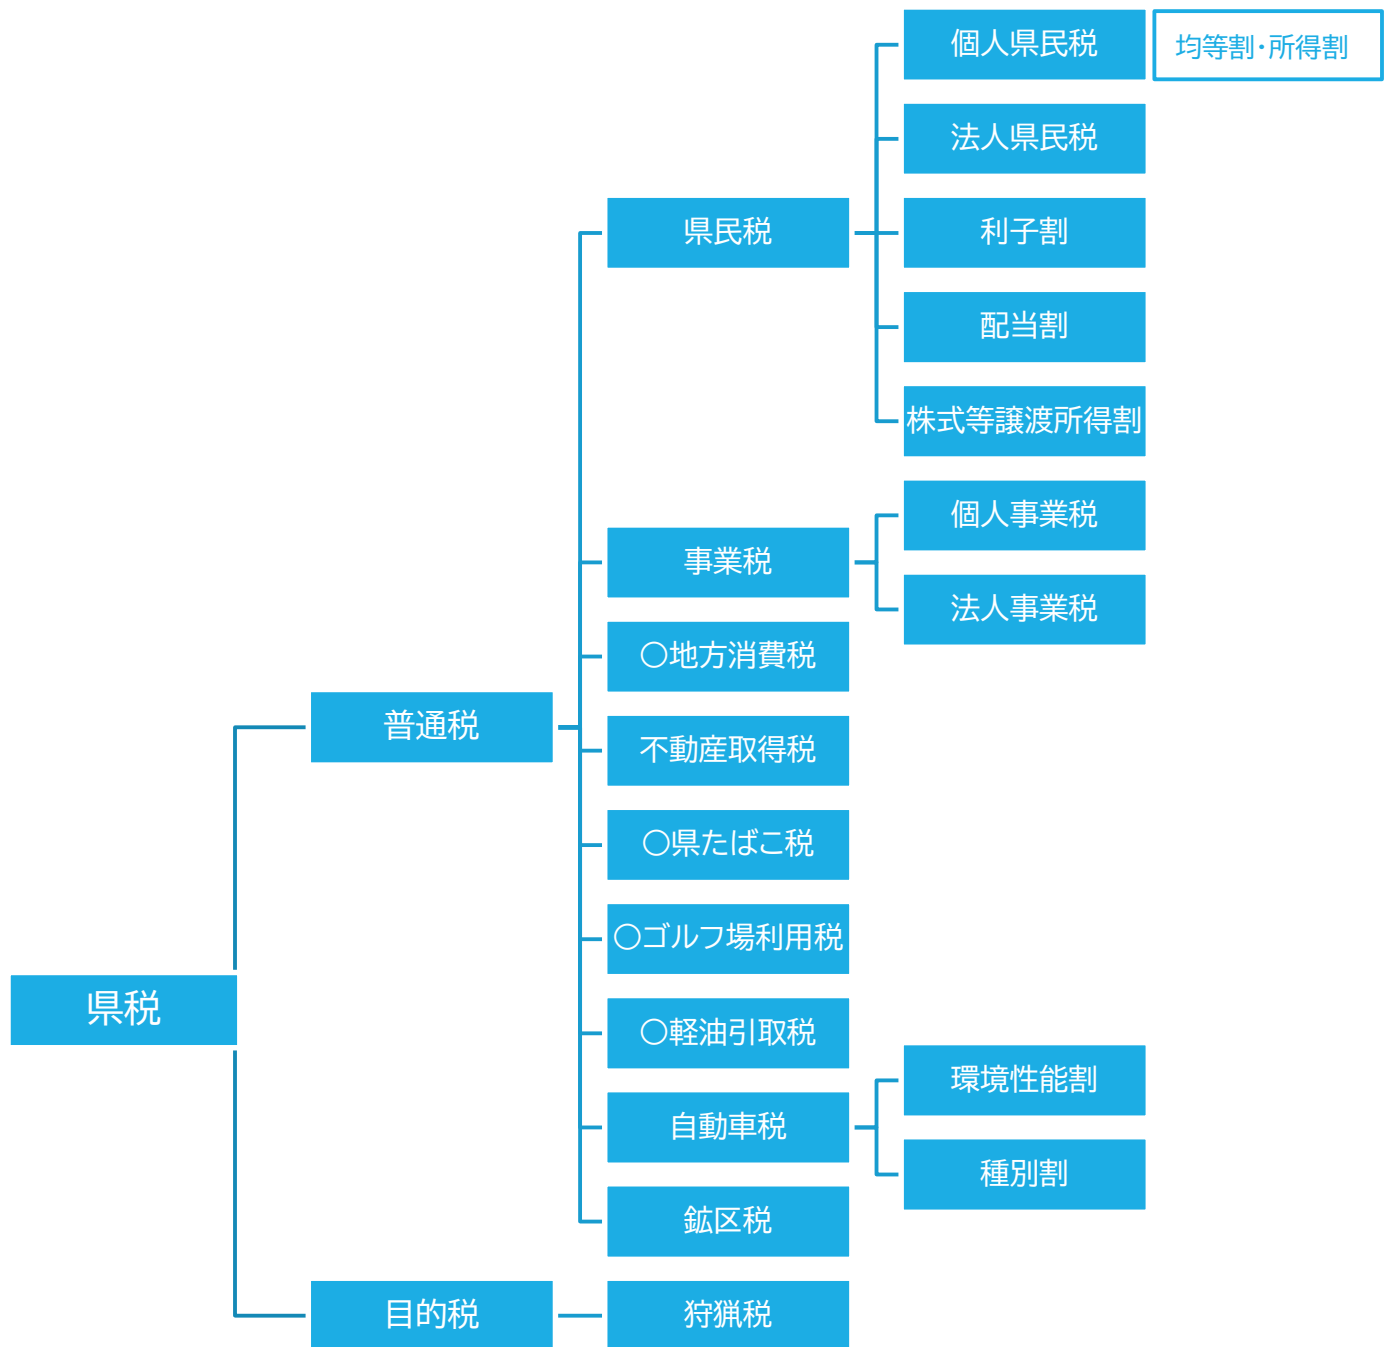 個人県民税
均等割・所得割
法人県民税
県民税
利子割
配当割
株式等譲渡所得割
個人事業税
事業税
法人事業税
〇地方消費税
普通税
不動産取得税
〇県たばこ税
〇ゴルフ場利用税
県税
〇軽油引取税
環境性能割
自動車税
種別割
鉱区税
目的税
狩猟税